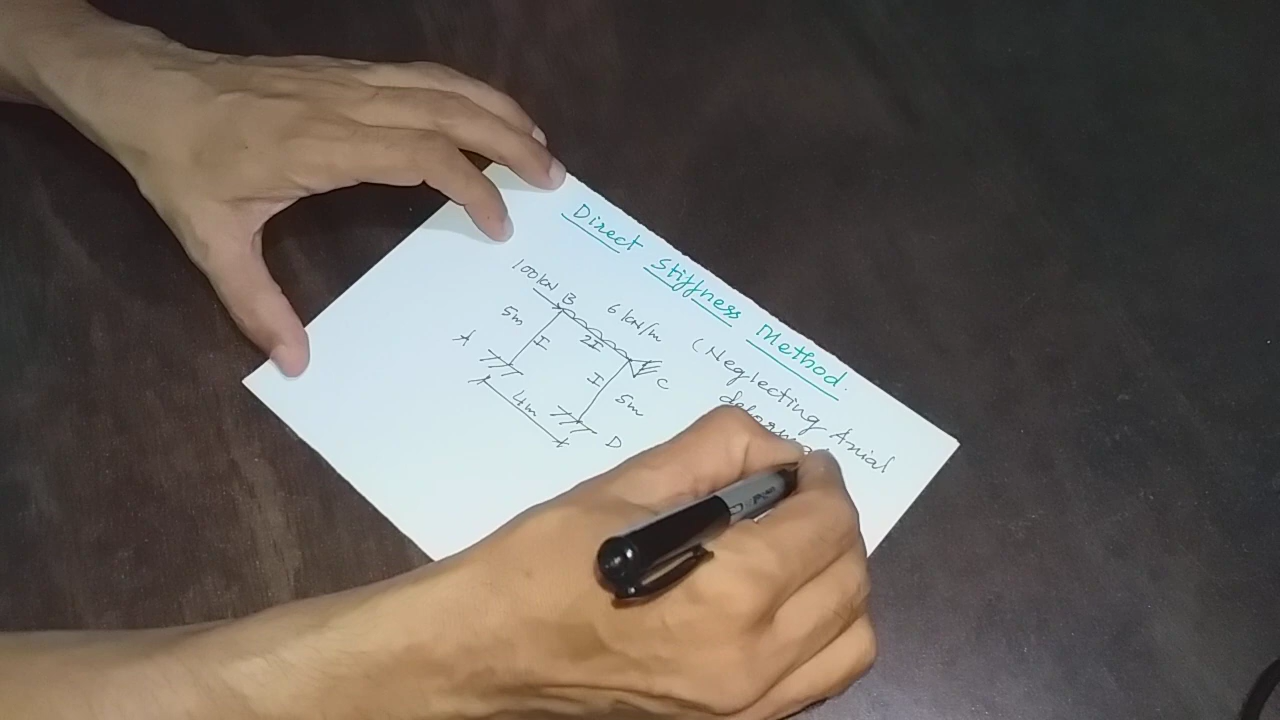 Direct Stiffness Method.
(Neglecting Axial
100kN B 6 kN/m
5m I 2I
A C
I 5m
4m
D